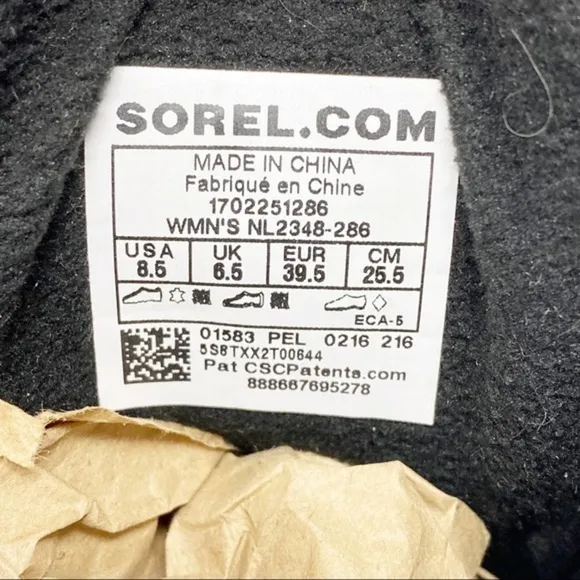 SOREL.COM
MADE IN CHINA
Fabriqué en Chine
1702251286
WMN'S NL2348-286
USA UK EUR CM
8.5 6.5 39.5 25.5
ECA-5
01583 PEL 0216 216
5S6TXX2T00644
Pat CSCPatents.com
888667695278